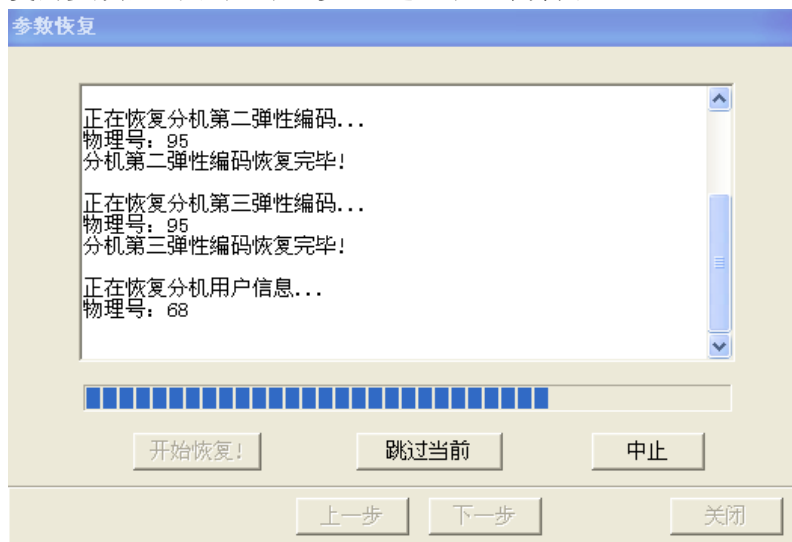 参数恢复
正在恢复分机第二弹性编码...
物理号: 95
分机第二弹性编码恢复完毕!
正在恢复分机第三弹性编码...
物理号: 95
分机第三弹性编码恢复完毕!
正在恢复分机用户信息...
物理号: 68
开始恢复!
跳过当前
中止
上一步
下一步
关闭